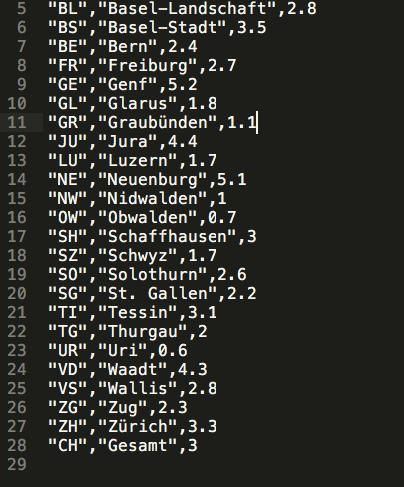 5 "BL","Basel-Landschaft",2.8
6 "BS","Basel-Stadt",3.5
7 "BE","Bern",2.4
8 "FR","Freiburg",2.7
9 "GE","Genf",5.2
10 "GL","Glarus",1.8
11 "GR","Graubünden",1.1
12 "JU","Jura",4.4
13 "LU","Luzern",1.7
14 "NE","Neuenburg",5.1
15 "NW","Nidwalden",1
16 "OW","Obwalden",0.7
17 "SH","Schaffhausen",3
18 "SZ","Schwyz",1.7
19 "SO","Solothurn",2.6
20 "SG","St. Gallen",2.2
21 "TI","Tessin",3.1
22 "TG","Thurgau",2
23 "UR","Uri",0.6
24 "VD","Waadt",4.3
25 "VS","Wallis",2.8
26 "ZG","Zug",2.3
27 "ZH","Zürich",3.3
28 "CH","Gesamt",3
29